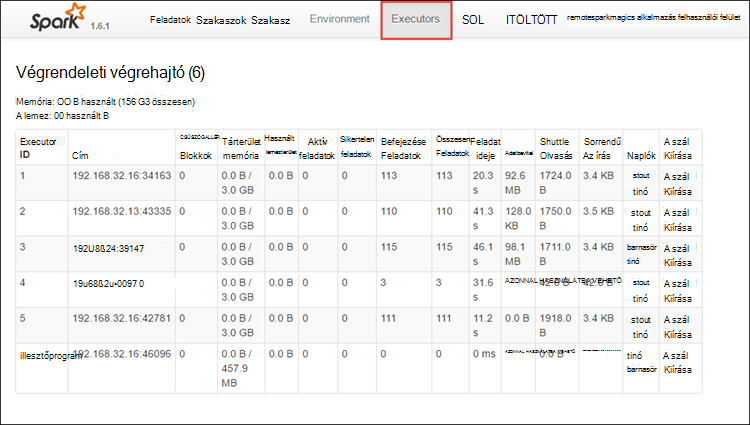 Spark 1.6.1 Feladatok Szakaszok Szakasz Environment Executors SOL ITÖLTÖTT remotesparkmagics alkalmazás felhasználói felület
Végrendeleti végrehajtó (6)
Memória: OO B használt (156 G3 összesen)
A lemez: 00 használt B
Executor ID Cím Blokkok Tárterület memória Használt lemezterület Aktív feladatok Sikertelen feladatok Befejezése Feladatok Összesen Feladatok Feladat ideje Adatbevitel Shuttle Olvasás Sorrendű Az írás Naplók A szál Kiírása
1 192.168.32.16:34163 0 0.0 B / 3.0 GB 0.0 B 0 0 113 113 20.3 s 92.6 MB 1724.0 B 3.4 KB stout tinó A szál Kiírása
2 192.168.32.13:43335 0 0.0 B / 3.0 GB 0.0 B 0 0 110 110 41.3 s 128.0 KB 1750.0 B 3.5 KB stout tinó A szál Kiírása
3 192U8ß24:39147 0 0.0 B / 3.0 GB 0.0 B 0 0 115 115 46.1 s 98.1 MB 1711.0 B 3.4 KB barnasör tinó A szál Kiírása
4 19u68ß2u•0097 0 0 0.0 B / 3.0 GB 0.0 B 0 0 3 3 31.6 s AZONNAL HASZNÁLATBA VEHETŐ 42.0 B 42.0 B stout tinó A szál Kiírása
5 192.168.32.16:42781 0 0.0 B / 3.0 GB 0.0 B 0 0 111 111 11.2 s 0.0 B 1918.0 B 3.4 KB stout tinó A szál Kiírása
illesztőprogram 192.168.32.16:46096 0 0.0 B / 457.9 MB 0.0 B 0 0 0 0 0 ms 0.0 B tinó barnasör A szál Kiírása